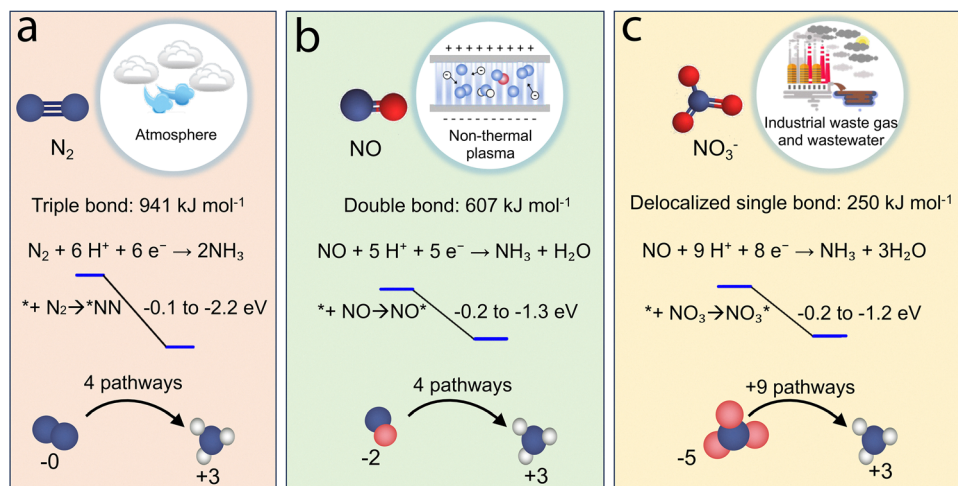 a
Atmosphere
N₂
Triple bond: 941 kJ mol⁻¹
N₂ + 6 H⁺ + 6 e⁻ → 2NH₃
*+ N₂→*NN
-0.1 to -2.2 eV
4 pathways
-0
+3
b
+ + + + + + + + +
- - - - - - - - - -
Non-thermal
plasma
NO
Double bond: 607 kJ mol⁻¹
NO + 5 H⁺ + 5 e⁻ → NH₃ + H₂O
*+ NO→NO*
-0.2 to -1.3 eV
4 pathways
-2
+3
c
Industrial waste gas
and wastewater
NO₃⁻
Delocalized single bond: 250 kJ mol⁻¹
NO + 9 H⁺ + 8 e⁻ → NH₃ + 3H₂O
*+ NO₃→NO₃*
-0.2 to -1.2 eV
+9 pathways
-5
+3